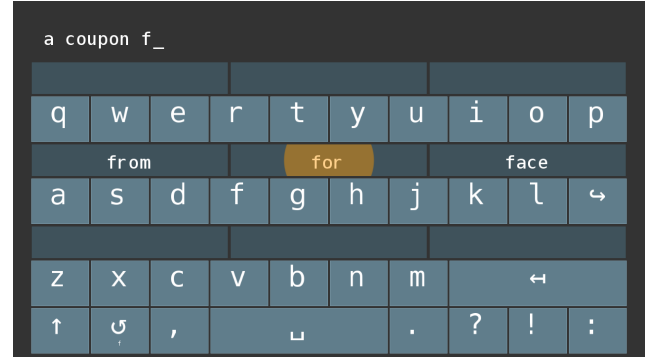 a coupon f_
q w e r t y u i o p
from for face
a s d f g h j k l ↪
z x c v b n m ↤
↑ ↺ , ␣ . ? ! :